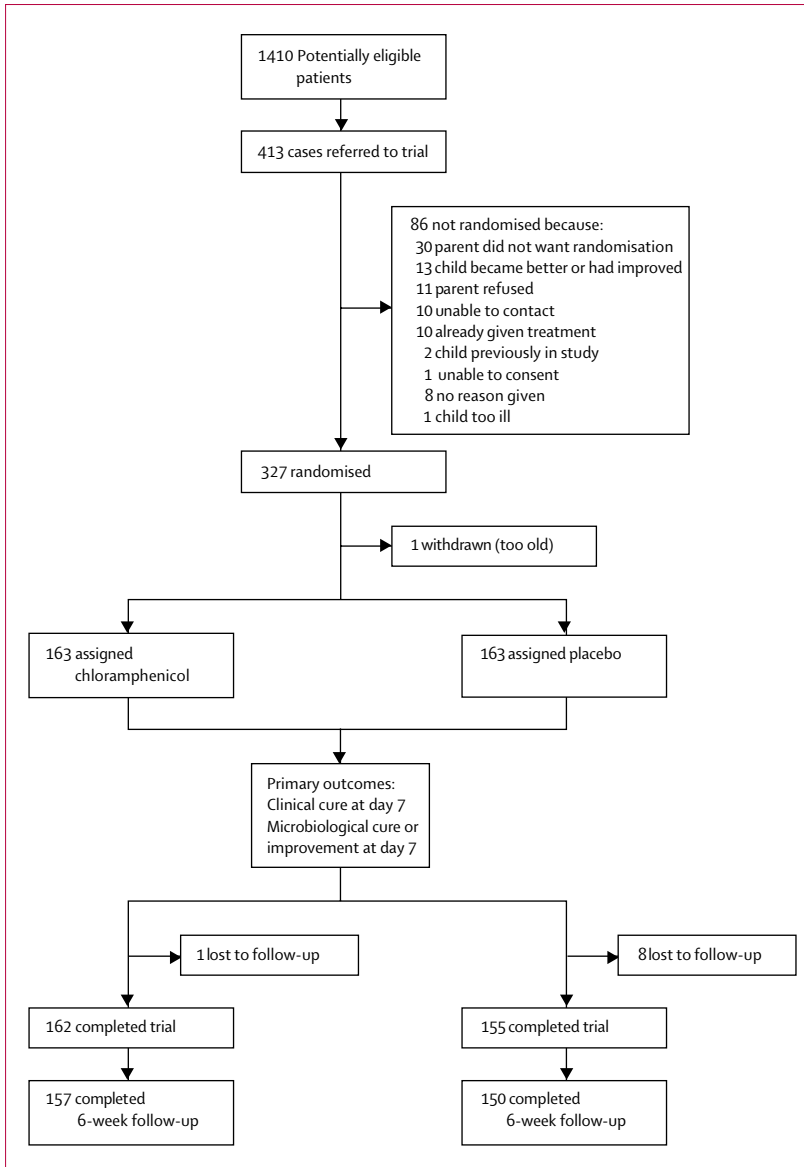 1410 Potentially eligible
patients
413 cases referred to trial
86 not randomised because:
30 parent did not want randomisation
13 child became better or had improved
11 parent refused
10 unable to contact
10 already given treatment
2 child previously in study
1 unable to consent
8 no reason given
1 child too ill
327 randomised
1 withdrawn (too old)
163 assigned
chloramphenicol
163 assigned placebo
Primary outcomes:
Clinical cure at day 7
Microbiological cure or
improvement at day 7
1 lost to follow-up
8 lost to follow-up
162 completed trial
155 completed trial
157 completed
6-week follow-up
150 completed
6-week follow-up